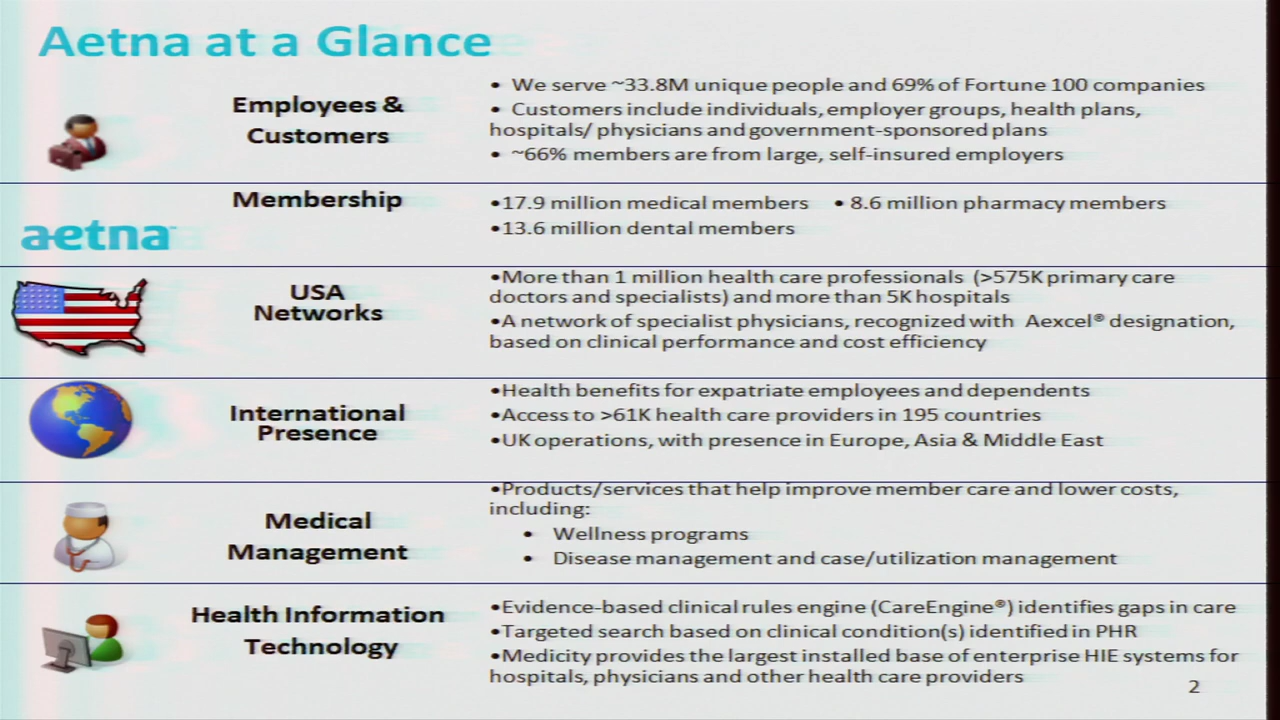 Aetna at a Glance
Employees &
Customers
• We serve ~33.8M unique people and 69% of Fortune 100 companies
• Customers include individuals, employer groups, health plans,
hospitals/ physicians and government-sponsored plans
• ~66% members are from large, self-insured employers
aetna
Membership
•17.9 million medical members • 8.6 million pharmacy members
•13.6 million dental members
USA
Networks
•More than 1 million health care professionals (>575K primary care
doctors and specialists) and more than 5K hospitals
•A network of specialist physicians, recognized with Aexcel® designation,
based on clinical performance and cost efficiency
International
Presence
•Health benefits for expatriate employees and dependents
•Access to >61K health care providers in 195 countries
•UK operations, with presence in Europe, Asia & Middle East
Medical
Management
•Products/services that help improve member care and lower costs,
including:
• Wellness programs
• Disease management and case/utilization management
Health Information
Technology
•Evidence-based clinical rules engine (CareEngine®) identifies gaps in care
•Targeted search based on clinical condition(s) identified in PHR
•Medicity provides the largest installed base of enterprise HIE systems for
hospitals, physicians and other health care providers
2